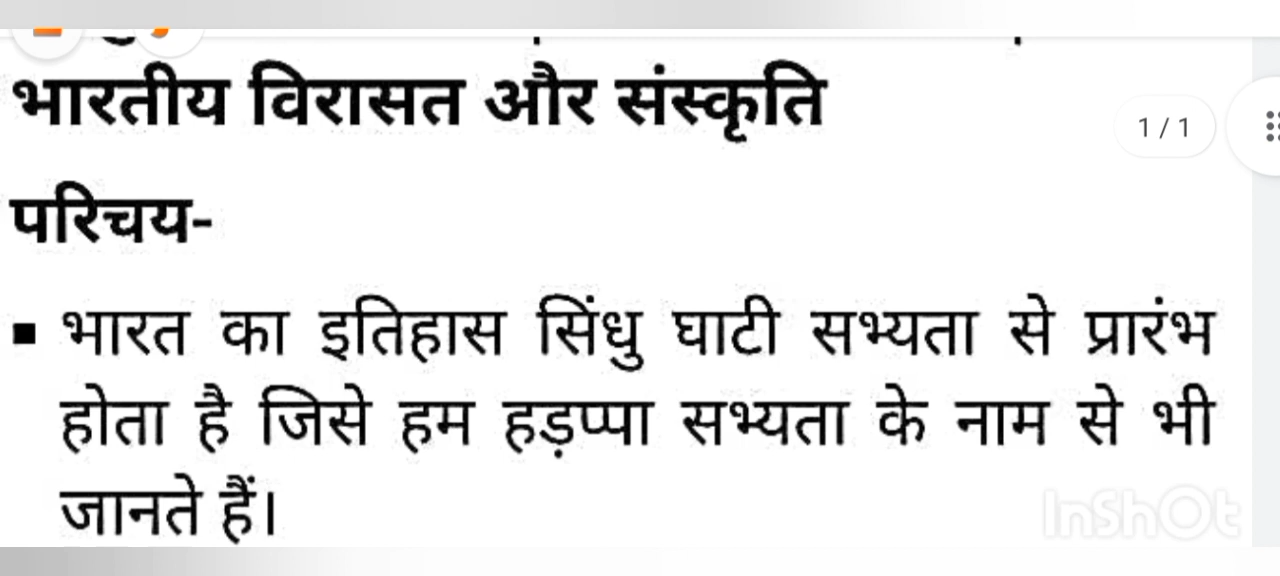 भारतीय विरासत और संस्कृति
1 / 1
परिचय-
▪ भारत का इतिहास सिंधु घाटी सभ्यता से प्रारंभ
होता है जिसे हम हड़प्पा सभ्यता के नाम से भी
जानते हैं।
InShOt